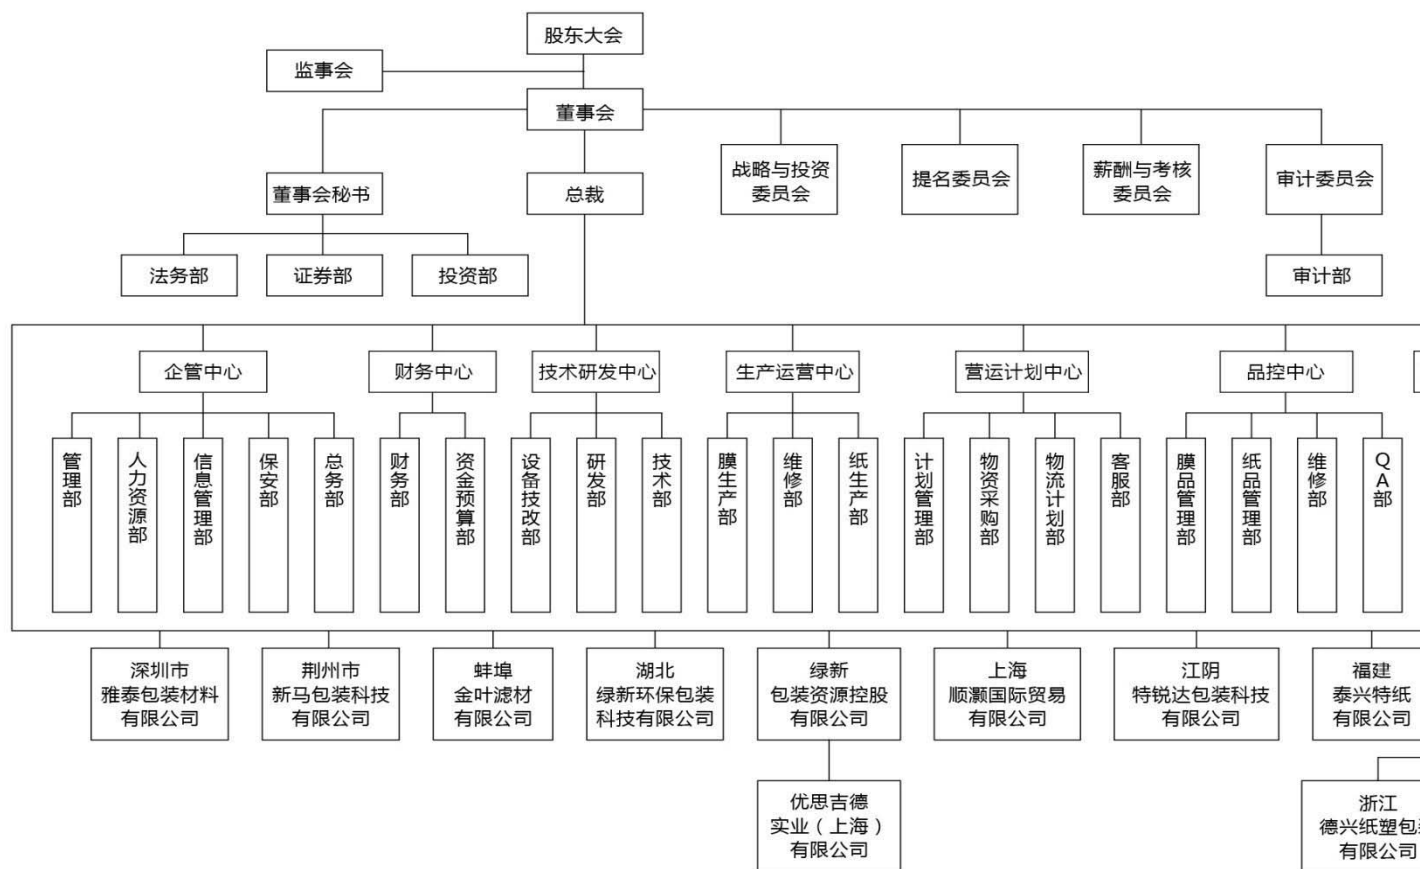 股东大会
监事会
董事会
董事会秘书
总裁
战略与投资
委员会
提名委员会
薪酬与考核
委员会
审计委员会
法务部
证券部
投资部
审计部
企管中心
财务中心
技术研发中心
生产运营中心
营运计划中心
品控中心
管理部
人力资源部
信息管理部
保安部
总务部
财务部
资金预算部
设备技改部
研发部
技术部
膜生产部
维修部
纸生产部
计划管理部
物资采购部
物流计划部
客服部
膜品管理部
纸品管理部
维修部
QA部
深圳市
雅泰包装材料
有限公司
荆州市
新马包装科技
有限公司
蚌埠
金叶滤材
有限公司
湖北
绿新环保包装
科技有限公司
绿新
包装资源控股
有限公司
上海
顺灏国际贸易
有限公司
江阴
特锐达包装科技
有限公司
福建
泰兴特纸
有限公司
优思吉德
实业（上海）
有限公司
浙江
德兴纸塑包
有限公司